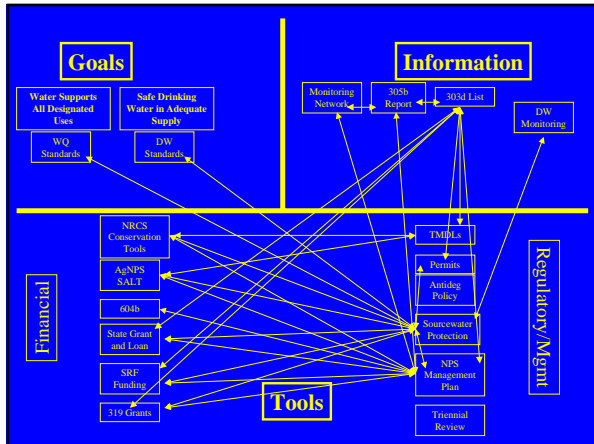 Goals
Information
Water Supports
All Designated
Uses
Safe Drinking
Water in Adequate
Supply
WQ
Standards
DW
Standards
Monitoring
Network
305b
Report
303d List
DW
Monitoring
Financial
NRCS
Conservation
Tools
AgNPS
SALT
604b
State Grant
and Loan
SRF
Funding
319 Grants
Tools
TMDLs
Permits
Antideg
Policy
Sourcewater
Protection
NPS
Management
Plan
Triennial
Review
Regulatory/Mgmt